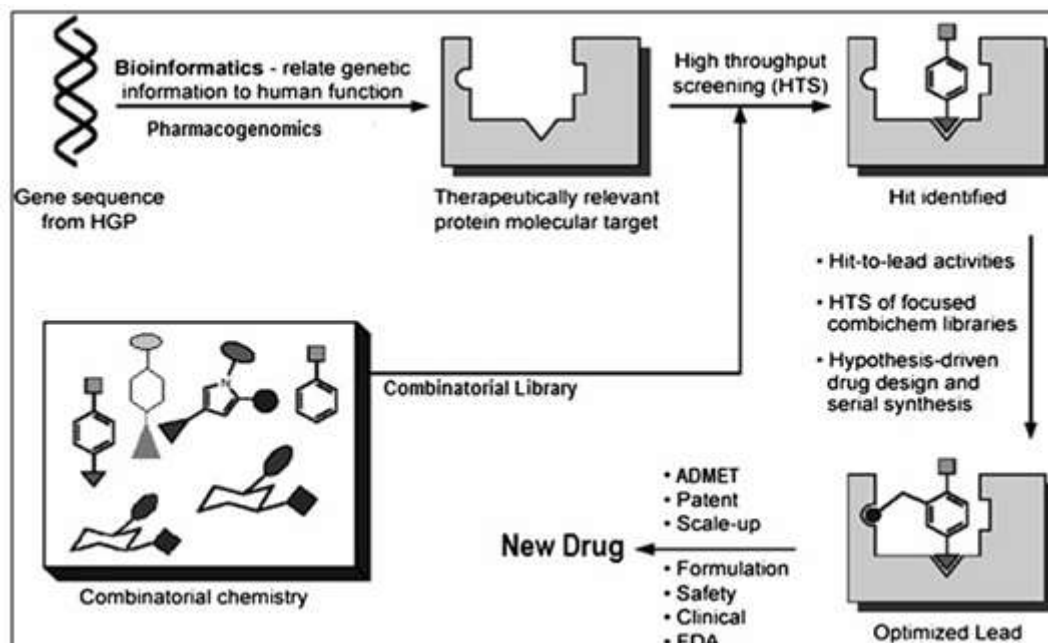 Bioinformatics - relate genetic
information to human function
Pharmacogenomics
High throughput
screening (HTS)
Gene sequence
from HGP
Therapeutically relevant
protein molecular target
Hit identified
• Hit-to-lead activities
• HTS of focused
combichem libraries
• Hypothesis-driven
drug design and
serial synthesis
Combinatorial Library
N
Combinatorial chemistry
• ADMET
• Patent
• Scale-up
New Drug
• Formulation
• Safety
• Clinical
• FDA
Optimized Lead